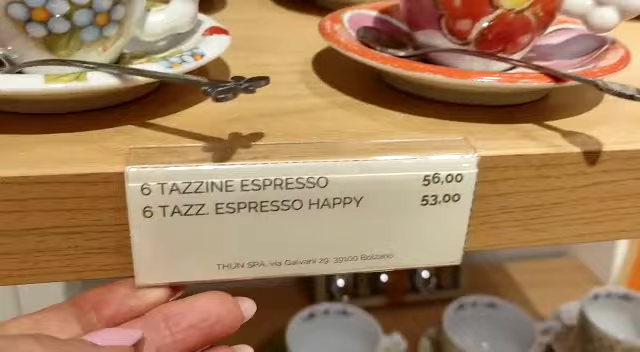 6 TAZZINE ESPRESSO 56,00
6 TAZZ. ESPRESSO HAPPY 53,00
THUN SPA, via Galvani 29, 39100 Bolzano